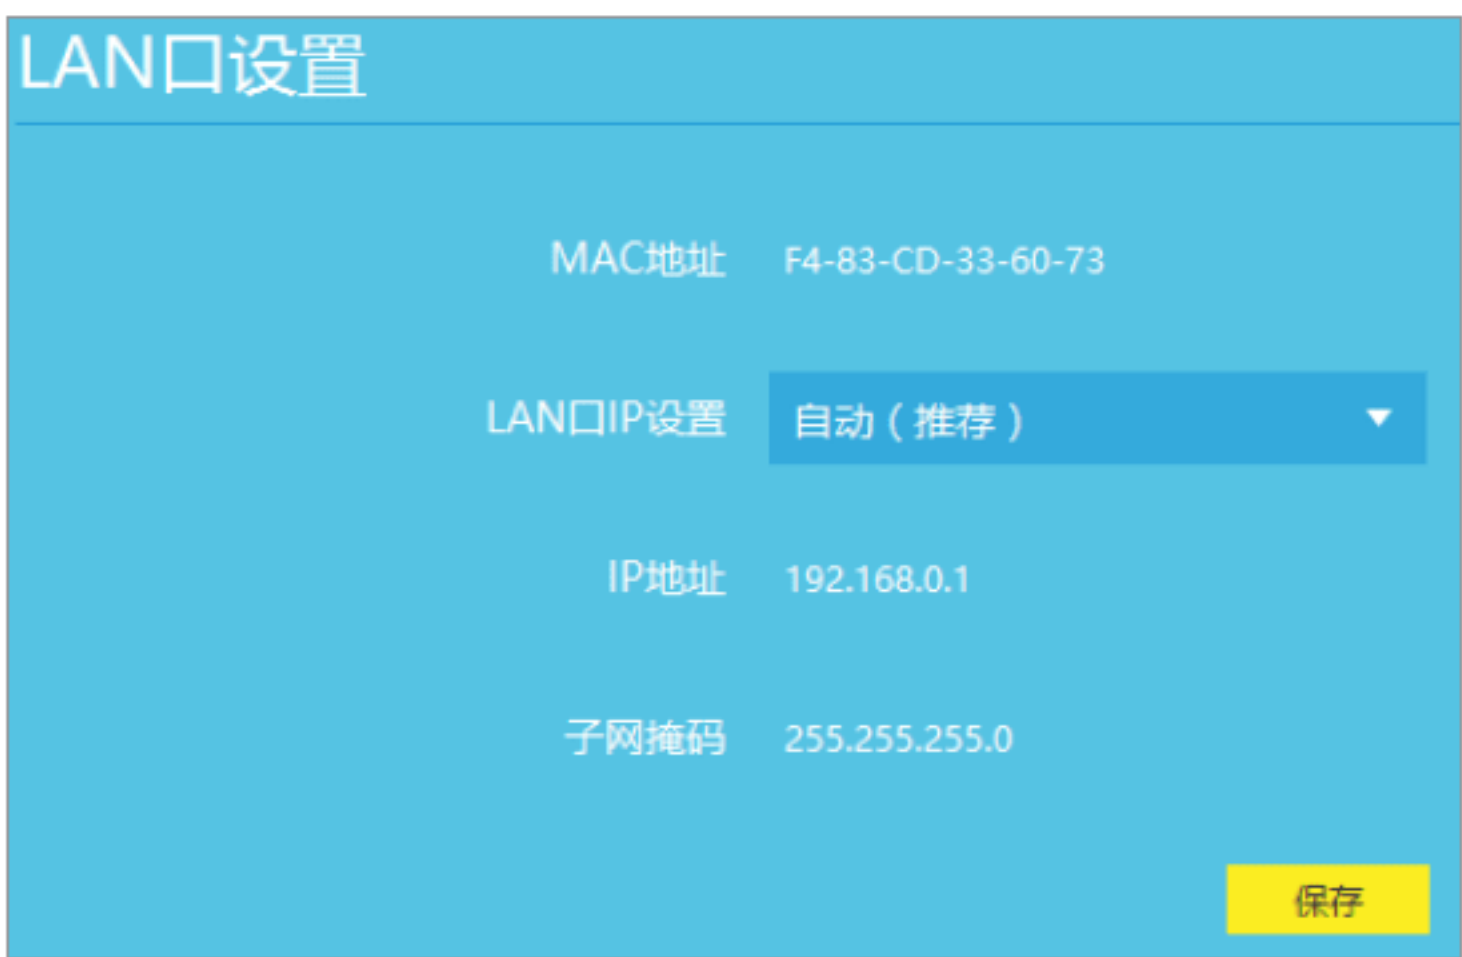 LAN口设置
MAC地址 F4-83-CD-33-60-73
LAN口IP设置 自动（推荐）
IP地址 192.168.0.1
子网掩码 255.255.255.0
保存